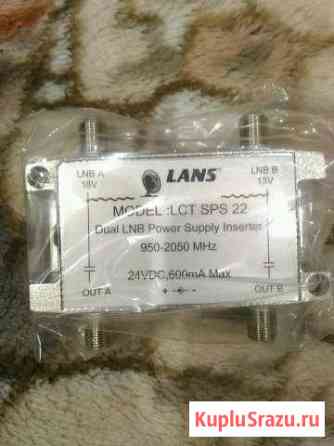 LNB A
18V
LANS
LNB B
13V
MODEL :LCT SPS 22
Dual LNB Power Supply Inserter
950-2050 MHz
24VDC,600mA Max
OUT A
+
-
OUT B
KupluSrazu.ru